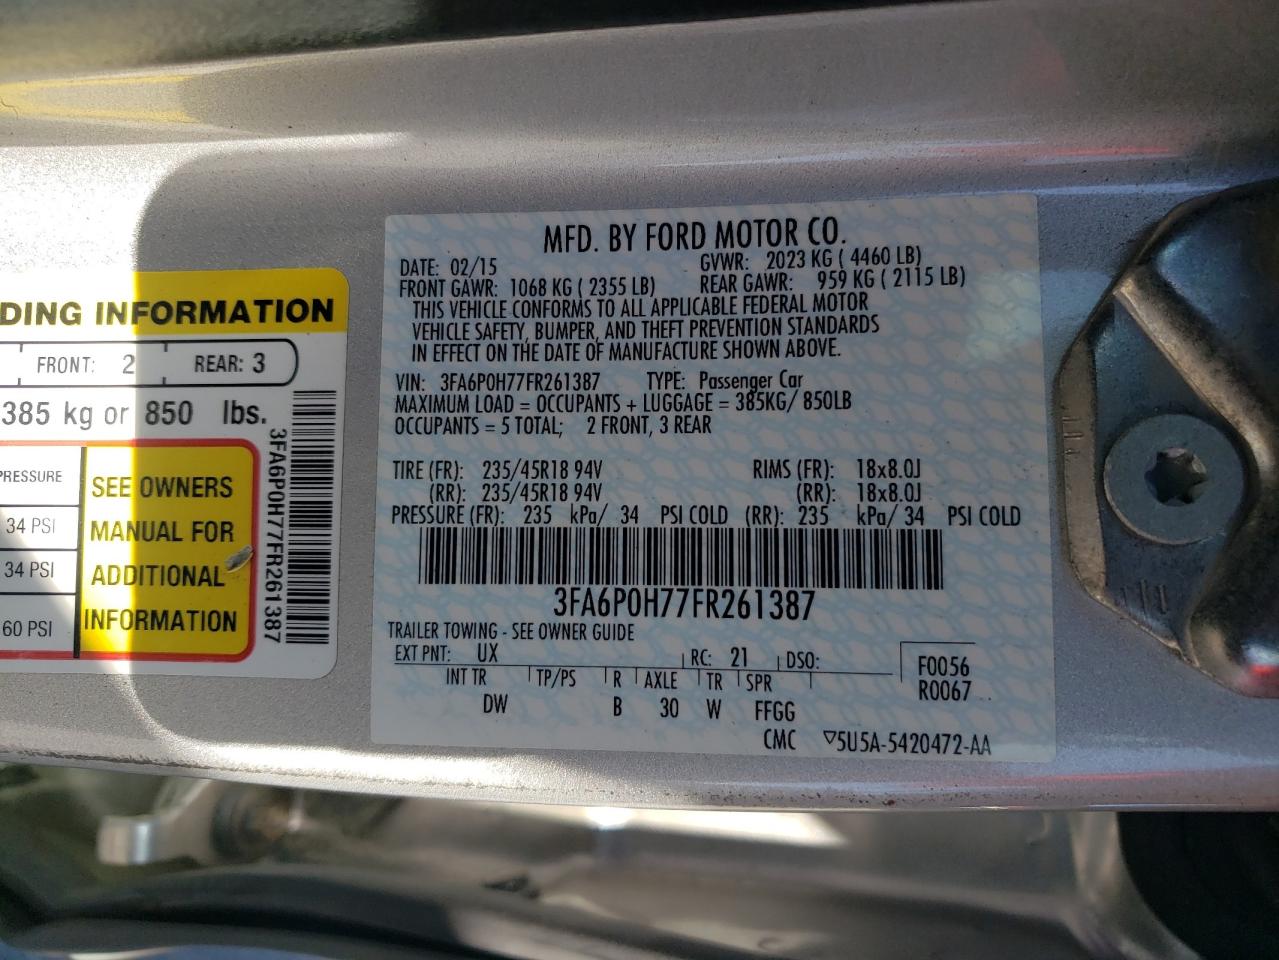 DING INFORMATION
FRONT: 2 REAR: 3
385 kg or 850 lbs.
PRESSURE
34 PSI
34 PSI
60 PSI
SEE OWNERS
MANUAL FOR
ADDITIONAL
INFORMATION
3FA6P0H77FR261387
MFD. BY FORD MOTOR CO.
DATE: 02/15 GVWR: 2023 KG ( 4460 LB)
FRONT GAWR: 1068 KG ( 2355 LB) REAR GAWR: 959 KG ( 2115 LB)
THIS VEHICLE CONFORMS TO ALL APPLICABLE FEDERAL MOTOR
VEHICLE SAFETY, BUMPER, AND THEFT PREVENTION STANDARDS
IN EFFECT ON THE DATE OF MANUFACTURE SHOWN ABOVE.
VIN: 3FA6P0H77FR261387 TYPE: Passenger Car
MAXIMUM LOAD = OCCUPANTS + LUGGAGE = 385KG/ 850LB
OCCUPANTS = 5 TOTAL; 2 FRONT, 3 REAR
TIRE (FR): 235/45R18 94V RIMS (FR): 18x8.0J
(RR): 235/45R18 94V (RR): 18x8.0J
PRESSURE (FR): 235 kPa/ 34 PSI COLD (RR): 235 kPa/ 34 PSI COLD
3FA6P0H77FR261387
TRAILER TOWING - SEE OWNER GUIDE
EXT PNT: UX RC: 21 DSO: F0056
INT TR TP/PS R AXLE TR SPR R0067
DW B 30 W FFGG
CMC ▽5U5A-5420472-AA